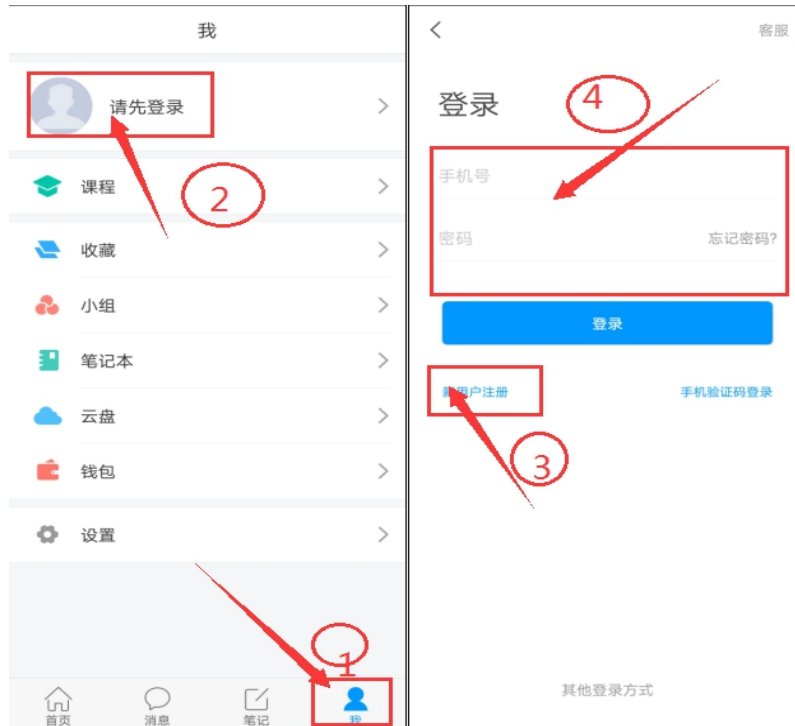 我
请先登录
2
课程
收藏
小组
笔记本
云盘
钱包
设置
1
首页
消息
笔记
我
客服
登录
4
手机号
密码
忘记密码?
登录
新用户注册
手机验证码登录
3
其他登录方式